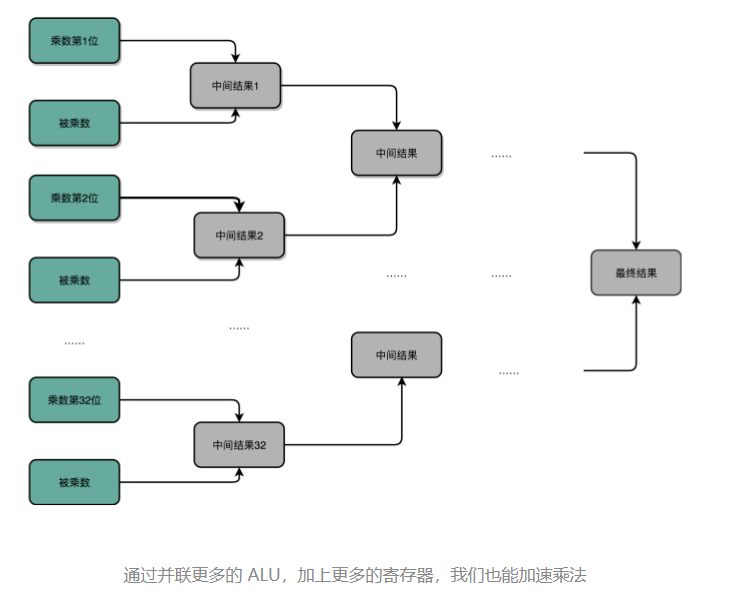 乘数第1位
中间结果1
被乘数
中间结果
......
乘数第2位
中间结果2
被乘数
......
......
最终结果
......
......
中间结果
......
乘数第32位
中间结果32
被乘数
通过并联更多的 ALU，加上更多的寄存器，我们也能加速乘法